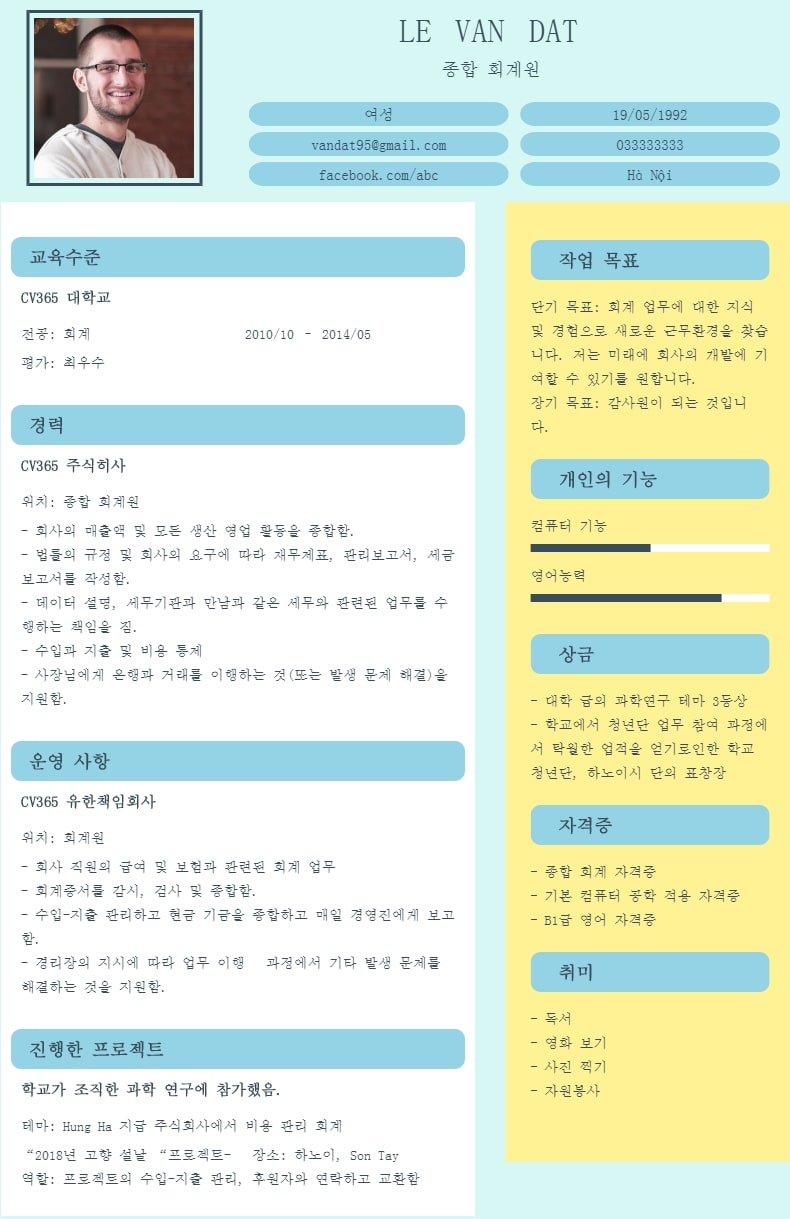 LE VAN DAT
종합 회계원
여성
19/05/1992
vandat95@gmail.com
033333333
facebook.com/abc
Hà Nội
교육수준
CV365 대학교
전공: 회계
2010/10 - 2014/05
평가: 최우수
경력
CV365 주식히사
위치: 종합 회계원
- 회사의 매출액 및 모든 생산 영업 활동을 종합함.
- 법률의 규정 및 회사의 요구에 따라 재무제표, 관리보고서, 세금
보고서를 작성함.
- 데이터 설명, 세무기관과 만남과 같은 세무와 관련된 업무를 수
행하는 책임을 짐.
- 수입과 지출 및 비용 통계
- 사장님에게 은행과 거래를 이행하는 것(또는 발생 문제 해결)을
지원함.
운영 사항
CV365 유한책임회사
위치: 회계원
- 회사 직원의 급여 및 보험과 관련된 회계 업무
- 회계증서를 감시, 검사 및 종합함.
- 수입-지출 관리하고 현금 기금을 종합하고 매일 경영진에게 보고
함.
- 경리장의 지시에 따라 업무 이행 과정에서 기타 발생 문제를
해결하는 것을 지원함.
진행한 프로젝트
학교가 조직한 과학 연구에 참가했음.
테마: Hung Ha 지급 주식회사에서 비용 관리 회계
“2018년 고향 설날 “프로젝트- 장소: 하노이, Son Tay
역할: 프로젝트의 수입-지출 관리, 후원자와 연락하고 교환함
작업 목표
단기 목표: 회계 업무에 대한 지식
및 경험으로 새로운 근무환경을 찾습
니다. 저는 미래에 회사의 개발에 기
여할 수 있기를 원합니다.
장기 목표: 감사원이 되는 것입니
다.
개인의 기능
컴퓨터 기능
영어능력
상금
- 대학 급의 과학연구 테마 3등상
- 학교에서 청년단 업무 참여 과정에
서 탁월한 업적을 얻기로인한 학교
청년단, 하노이시 단의 표창장
자격증
- 종합 회계 자격증
- 기본 컴퓨터 공학 적용 자격증
- B1급 영어 자격증
취미
- 독서
- 영화 보기
- 사진 찍기
- 자원봉사